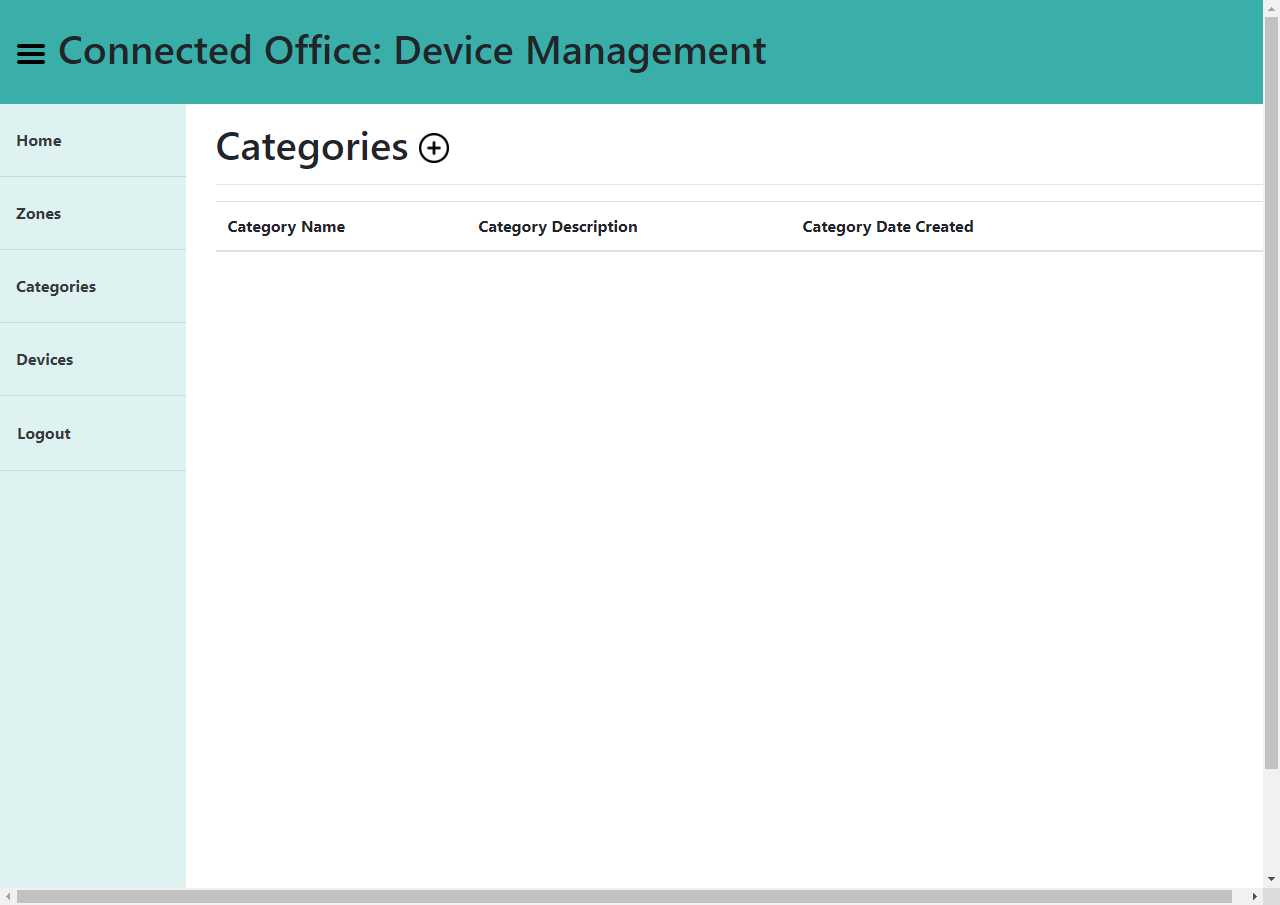 Connected Office: Device Management
Home
Zones
Categories
Devices
Logout
Categories
Category Name Category Description Category Date Created